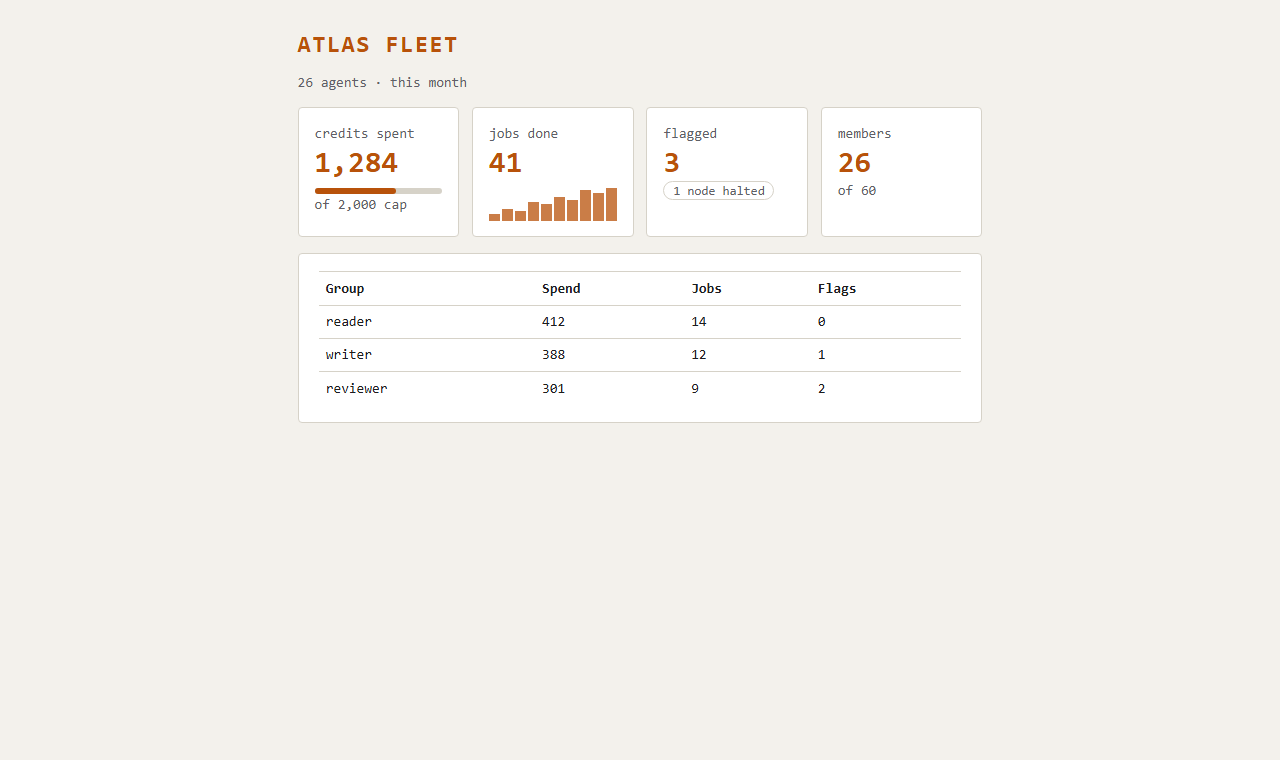 ATLAS FLEET
26 agents · this month
credits spent
1,284
of 2,000 cap
jobs done
41
flagged
3
1 node halted
members
26
of 60
Group Spend Jobs Flags
reader 412 14 0
writer 388 12 1
reviewer 301 9 2